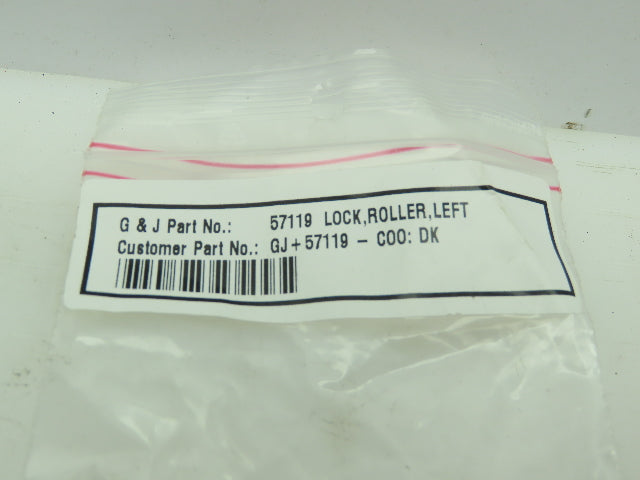 G & J Part No.: 57119 LOCK,ROLLER,LEFT
Customer Part No.: GJ+57119 - COO: DK